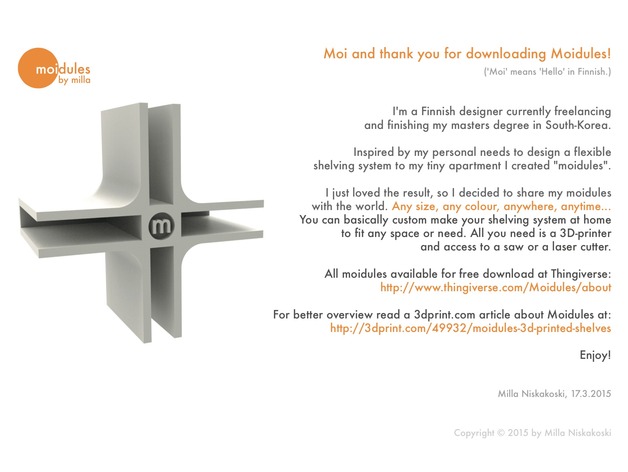 moidules
by milla
m
Moi and thank you for downloading Moidules!
('Moi' means 'Hello' in Finnish.)
I'm a Finnish designer currently freelancing
and finishing my masters degree in South-Korea.
Inspired by my personal needs to design a flexible
shelving system to my tiny apartment I created "moidules".
I just loved the result, so I decided to share my moidules
with the world. Any size, any colour, anywhere, anytime...
You can basically custom make your shelving system at home
to fit any space or need. All you need is a 3D-printer
and access to a saw or a laser cutter.
All moidules available for free download at Thingiverse:
http://www.thingiverse.com/Moidules/about
For better overview read a 3dprint.com article about Moidules at:
http://3dprint.com/49932/moidules-3d-printed-shelves
Enjoy!
Milla Niskakoski, 17.3.2015
Copyright © 2015 by Milla Niskakoski